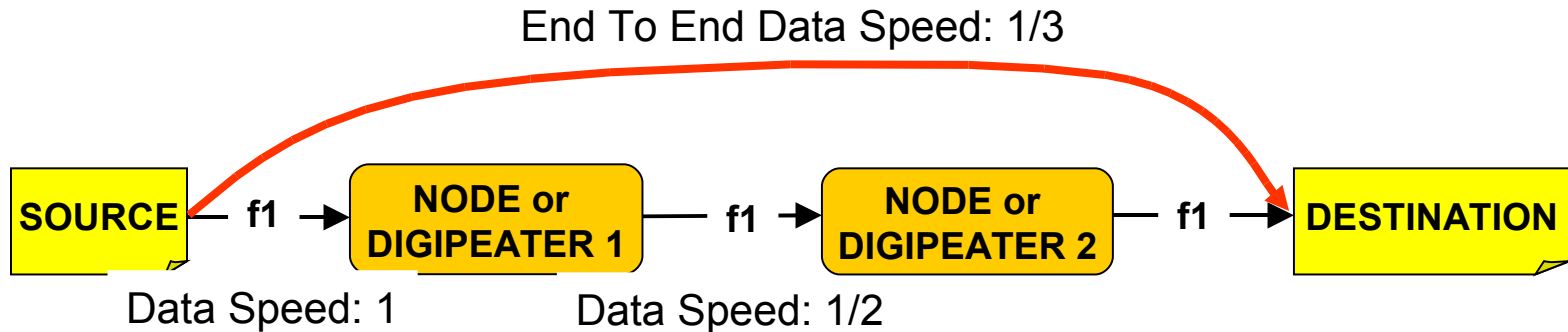 End To End Data Speed: 1/3
SOURCE
f1
NODE or
DIGIPEATER 1
f1
NODE or
DIGIPEATER 2
f1
DESTINATION
Data Speed: 1
Data Speed: 1/2